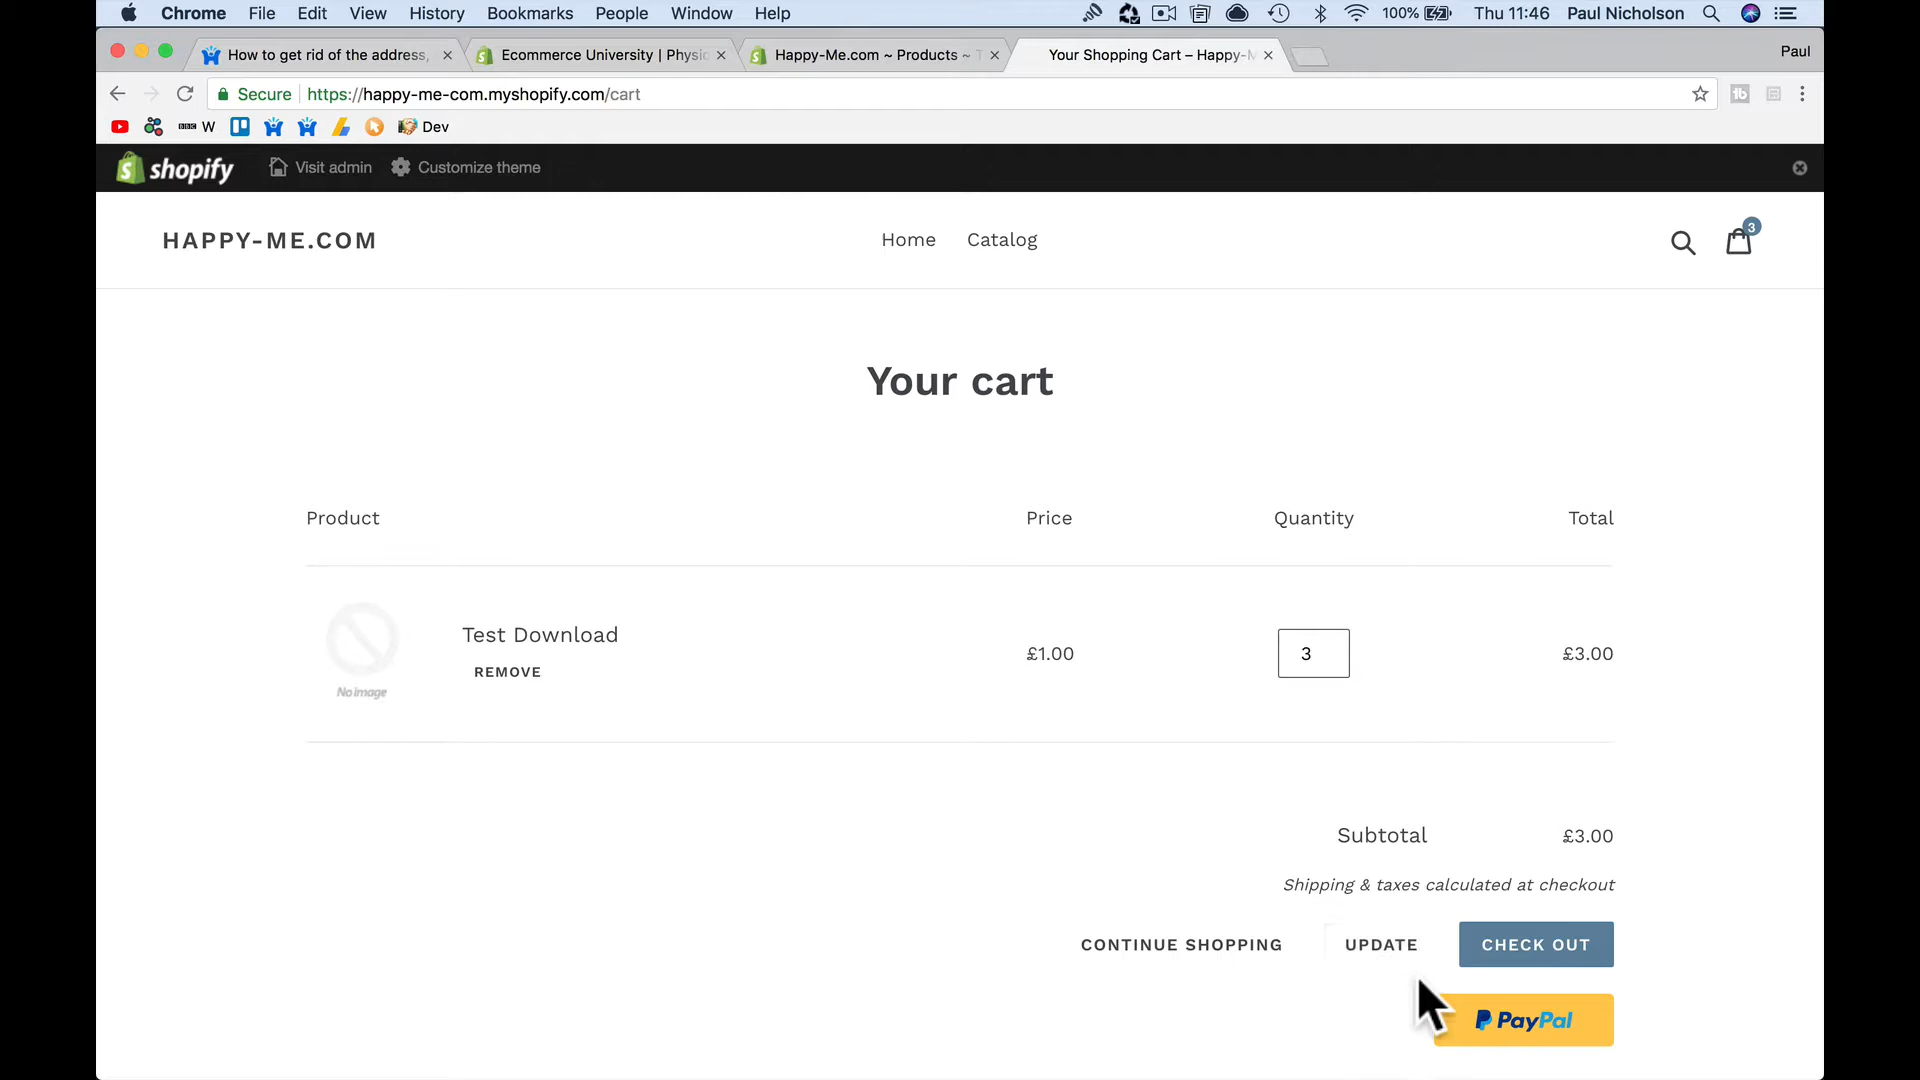 Chrome File Edit View History Bookmarks People Window Help 100% Thu 11:46 Paul Nicholson
How to get rid of the address, Ecommerce University | Physic Happy-Me.com ~ Products ~ T Your Shopping Cart – Happy-M Paul
Secure https://happy-me-com.myshopify.com/cart
BBC W Dev
shopify Visit admin Customize theme
HAPPY-ME.COM Home Catalog 3
Your cart
Product Price Quantity Total
Test Download
REMOVE
No image
£1.00 3 £3.00
Subtotal £3.00
Shipping & taxes calculated at checkout
CONTINUE SHOPPING UPDATE CHECK OUT
PayPal